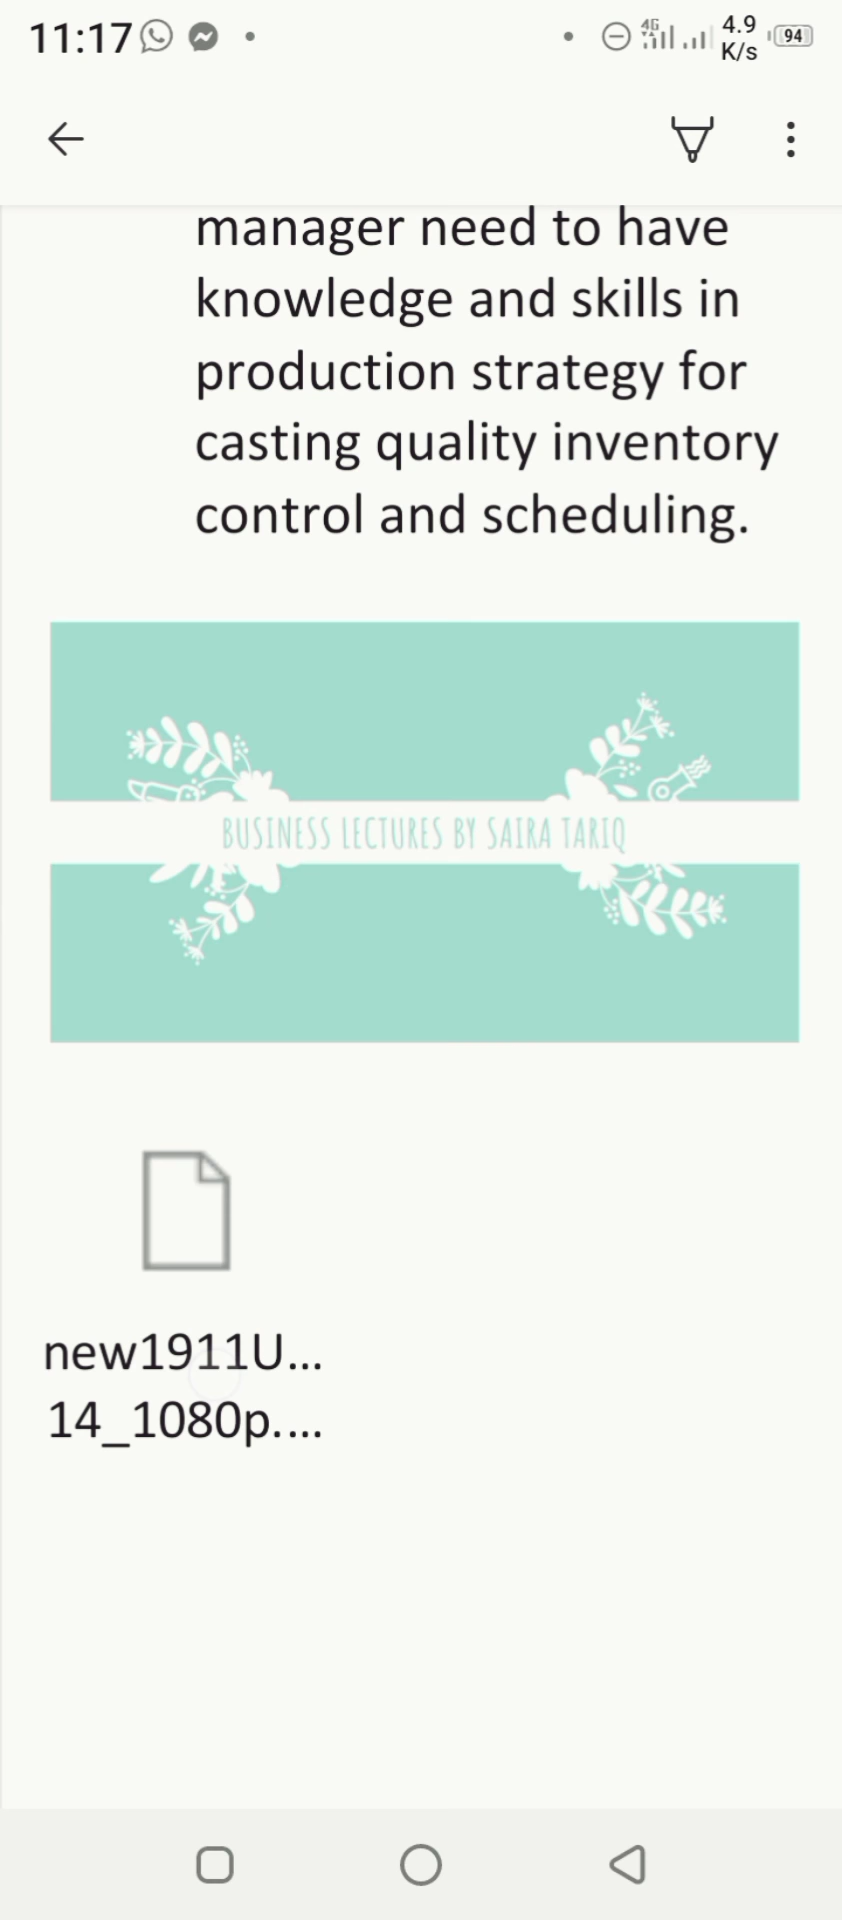 11:17
4G
4.9
K/s
94
manager need to have
knowledge and skills in
production strategy for
casting quality inventory
control and scheduling.
BUSINESS LECTURES BY SAIRA TARIQ
new1911U...
14_1080p....